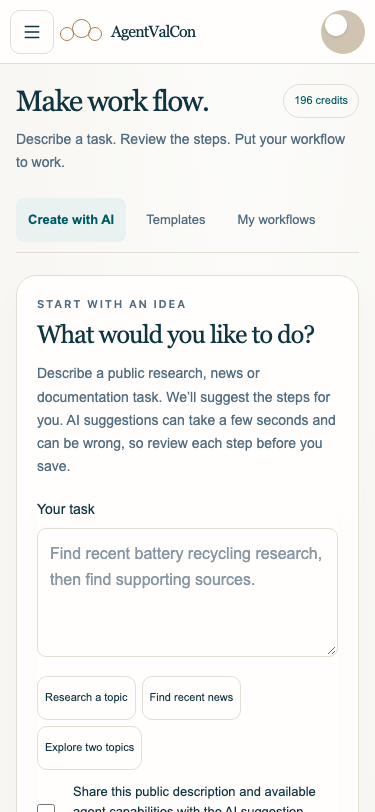 AgentValCon
Make work flow.
196 credits
Describe a task. Review the steps. Put your workflow
to work.
Create with AI
Templates
My workflows
START WITH AN IDEA
What would you like to do?
Describe a public research, news or
documentation task. We’ll suggest the steps for
you. AI suggestions can take a few seconds and
can be wrong, so review each step before you
save.
Your task
Find recent battery recycling research,
then find supporting sources.
Research a topic
Find recent news
Explore two topics
Share this public description and available
agent capabilities with the AI suggestion